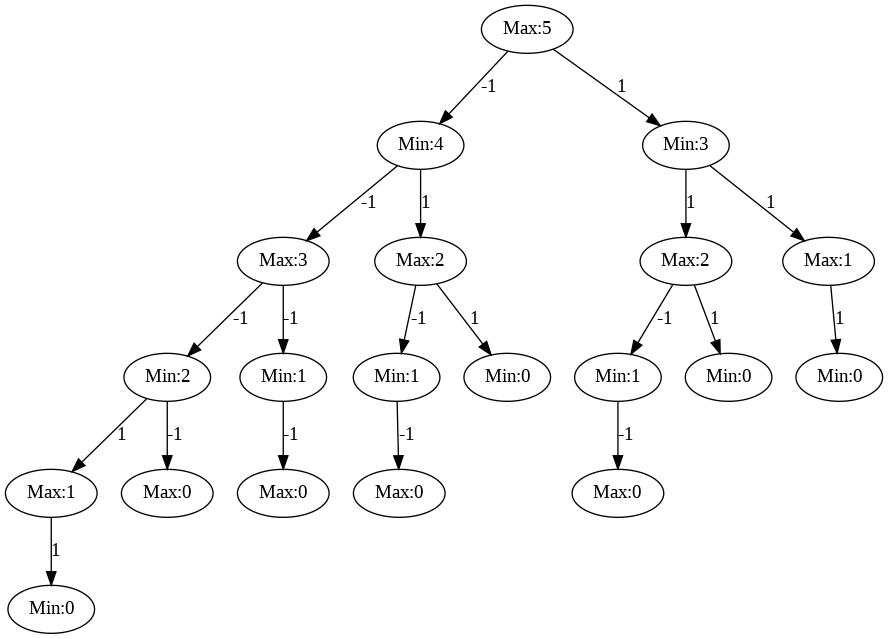 Max:5
-1 1
Min:4 Min:3
-1 1 1 1
Max:3 Max:2 Max:2 Max:1
-1 -1 -1 1 -1 1 1
Min:2 Min:1 Min:1 Min:0 Min:1 Min:0 Min:0
1 -1 -1 -1 -1
Max:1 Max:0 Max:0 Max:0 Max:0
1
Min:0